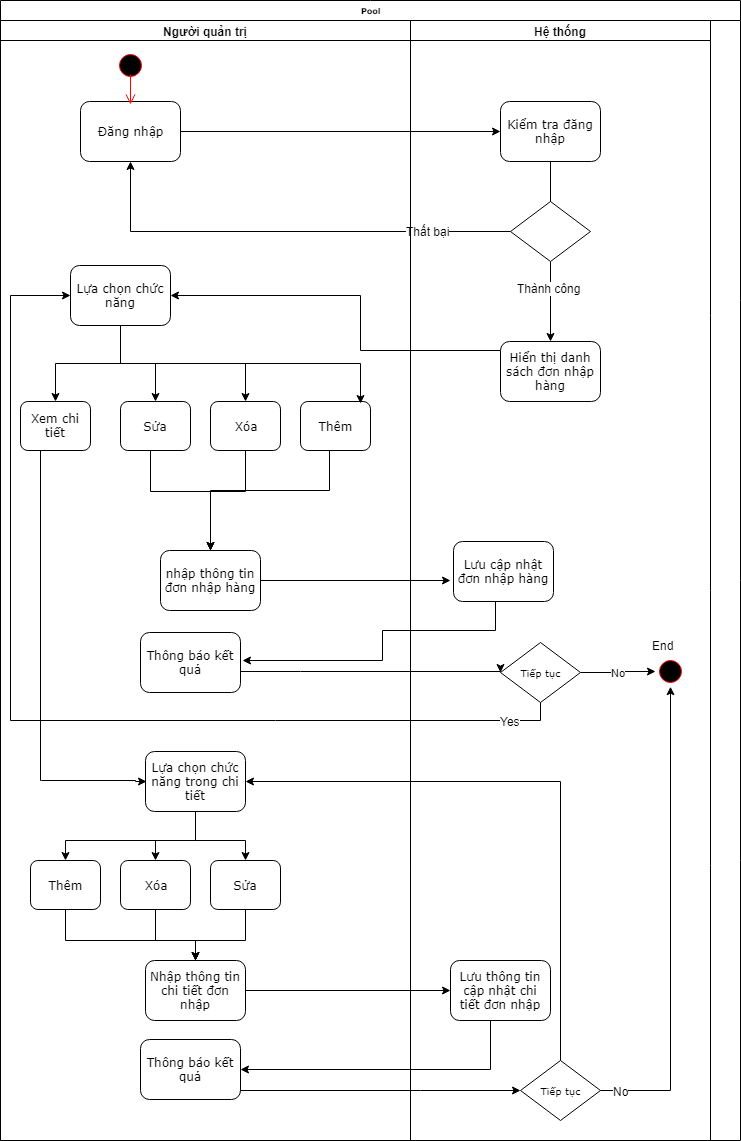 Pool
Người quản trị
Hệ thống
Đăng nhập
Kiểm tra đăng
nhập
Thất bại
Thành công
Lựa chọn chức
năng
Hiển thị danh
sách đơn nhập
hàng
Xem chi
tiết
Sửa
Xóa
Thêm
nhập thông tin
đơn nhập hàng
Lưu cập nhật
đơn nhập hàng
Thông báo kết
quả
Tiếp tục
No
End
Yes
Lựa chọn chức
năng trong chi
tiết
Thêm
Xóa
Sửa
Nhập thông tin
chi tiết đơn
nhập
Lưu thông tin
cập nhật chi
tiết đơn nhập
Thông báo kết
quả
Tiếp tục
No